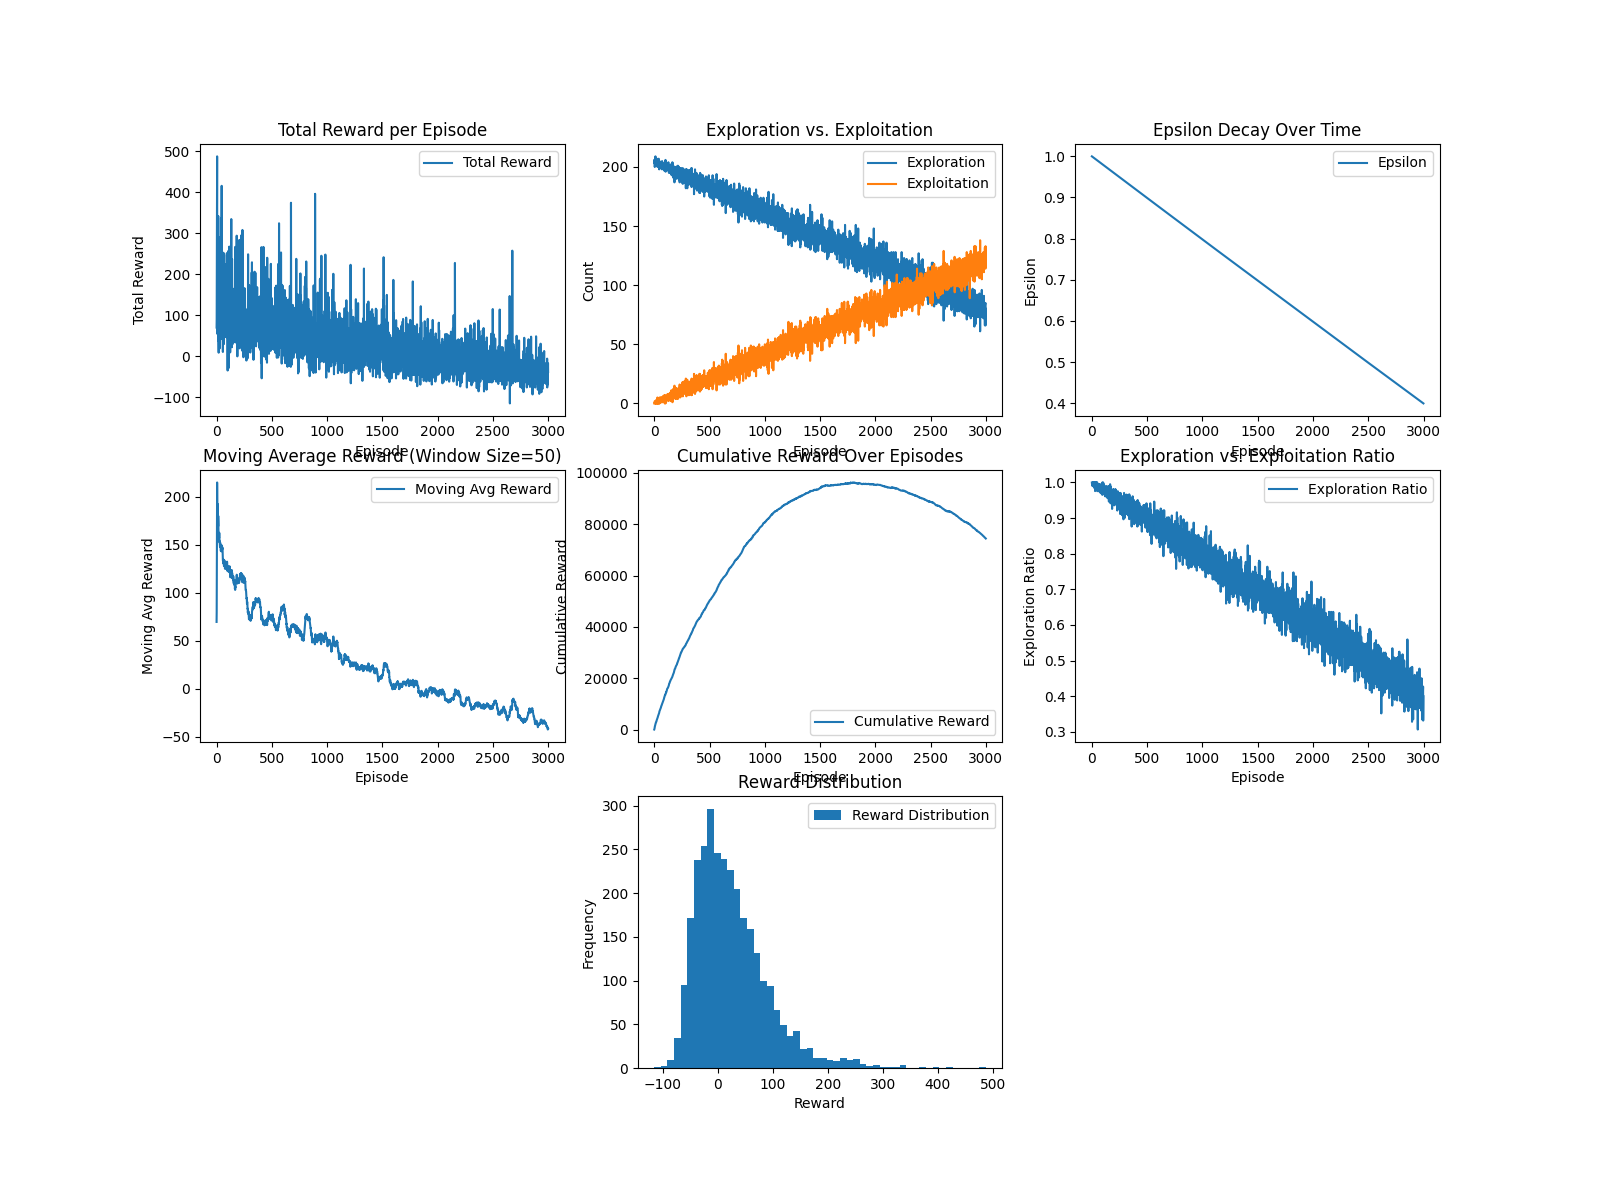 Total Reward per Episode
Total Reward
500
400
300
200
100
0
−100
Total Reward
0 500 1000 1500 2000 2500 3000
Episode
Exploration vs. Exploitation
Exploration
Exploitation
200
150
100
50
0
Count
0 500 1000 1500 2000 2500 3000
Episode
Epsilon Decay Over Time
Epsilon
1.0
0.9
0.8
0.7
0.6
0.5
0.4
Epsilon
0 500 1000 1500 2000 2500 3000
Episode
Moving Average Reward (Window Size=50)
Moving Avg Reward
200
150
100
50
0
−50
Moving Avg Reward
0 500 1000 1500 2000 2500 3000
Episode
Cumulative Reward Over Episodes
100000
80000
60000
40000
20000
0
Cumulative Reward
Cumulative Reward
0 500 1000 1500 2000 2500 3000
Episode
Exploration vs. Exploitation Ratio
Exploration Ratio
1.0
0.9
0.8
0.7
0.6
0.5
0.4
0.3
Exploration Ratio
0 500 1000 1500 2000 2500 3000
Episode
Reward Distribution
Reward Distribution
300
250
200
150
100
50
0
Frequency
−100 0 100 200 300 400 500
Reward